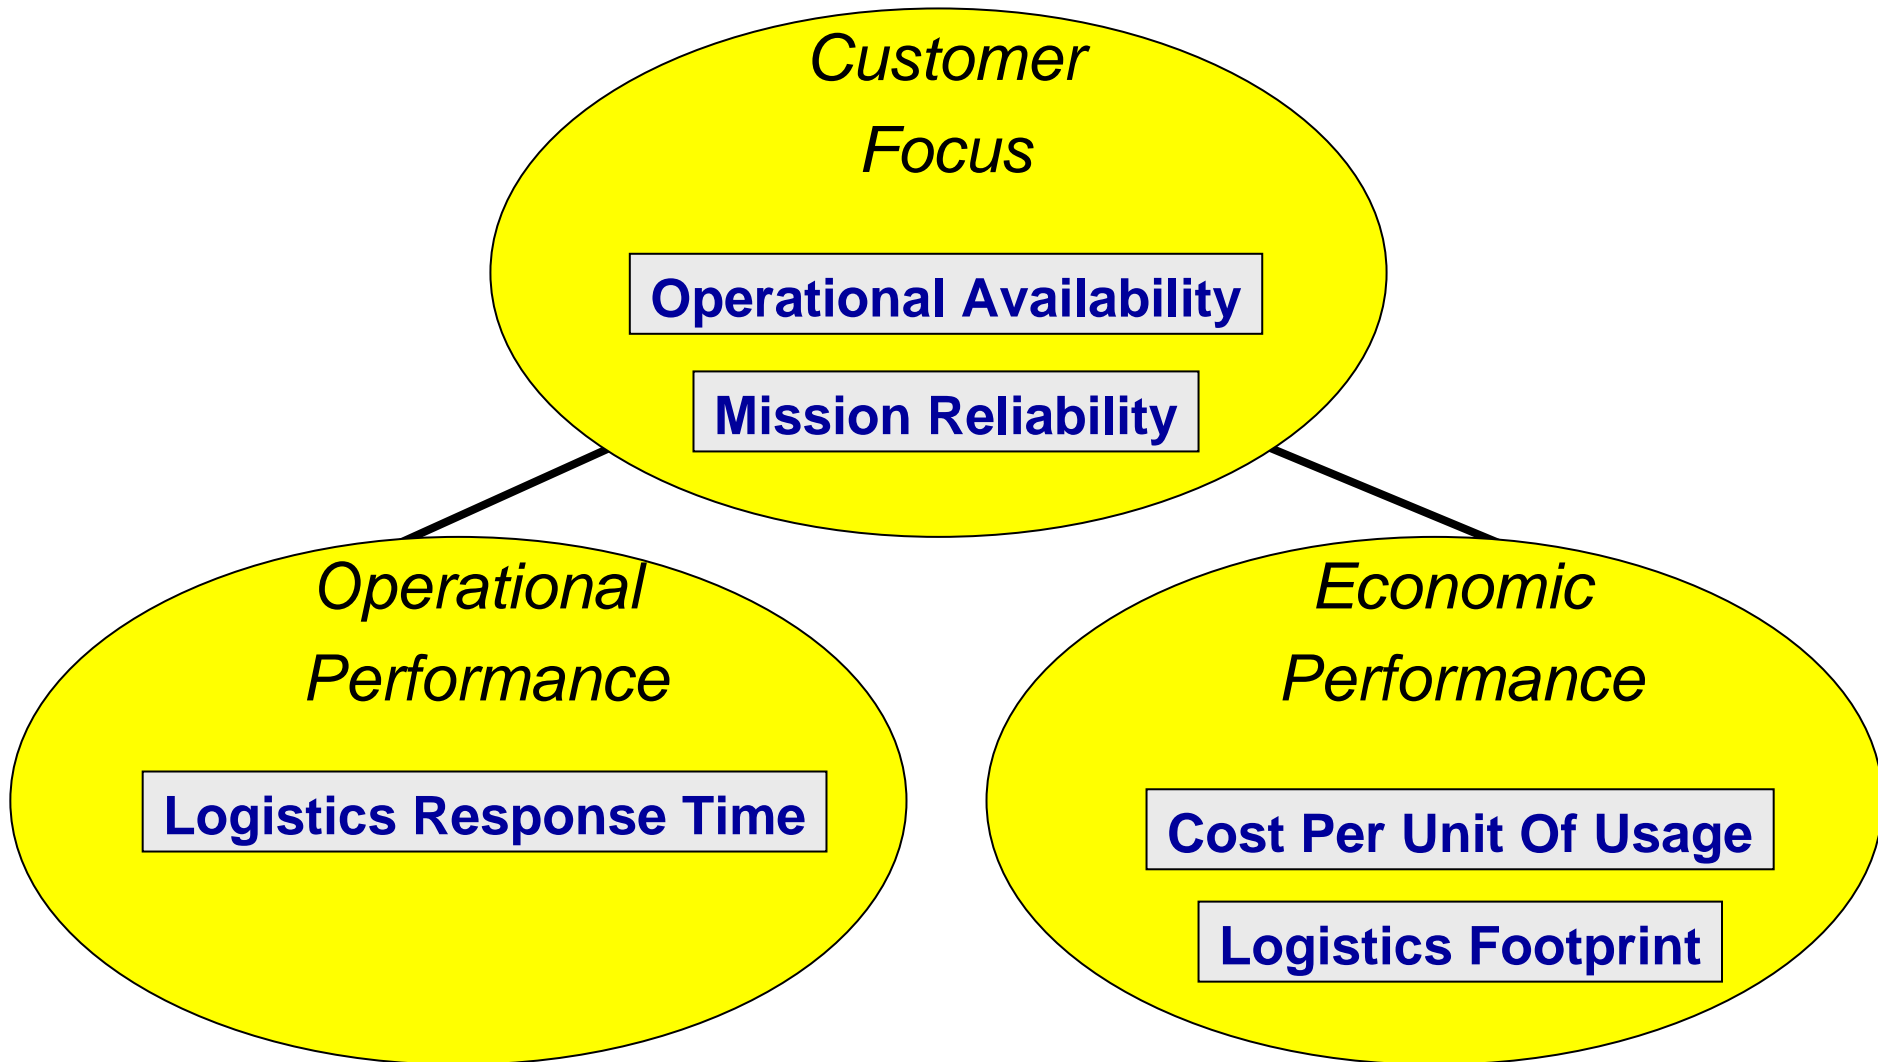 Customer
Focus
Operational Availability
Mission Reliability
Operational
Performance
Logistics Response Time
Economic
Performance
Cost Per Unit Of Usage
Logistics Footprint